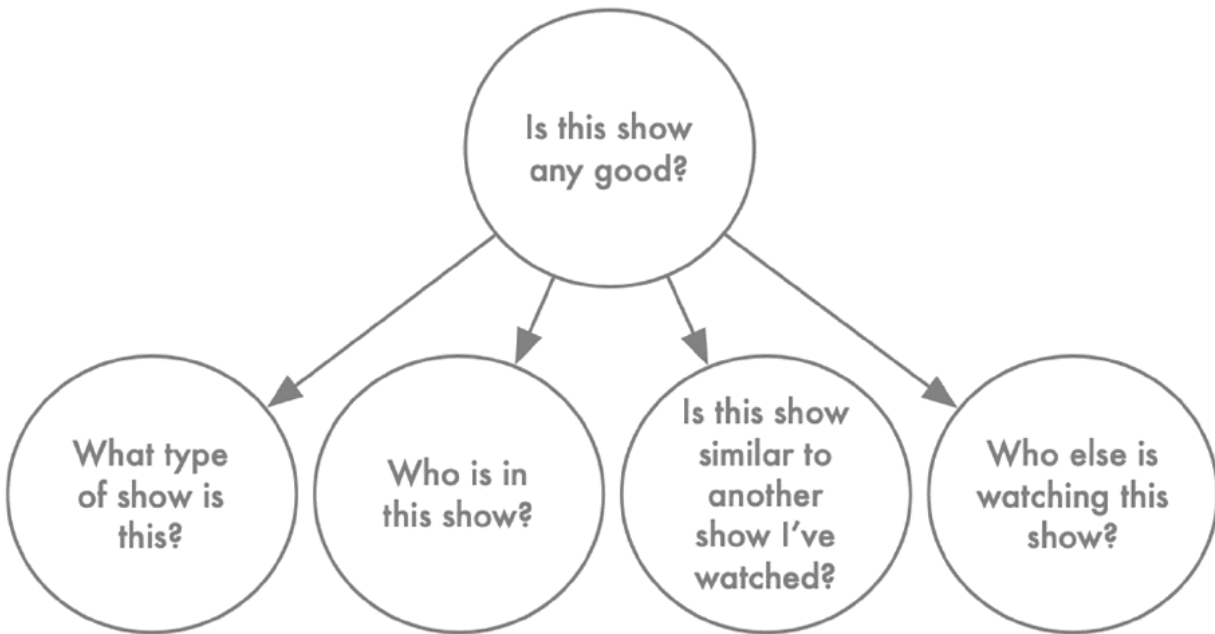 Is this show
any good?
What type
of show is
this?
Who is in
this show?
Is this show
similar to
another
show I’ve
watched?
Who else is
watching this
show?